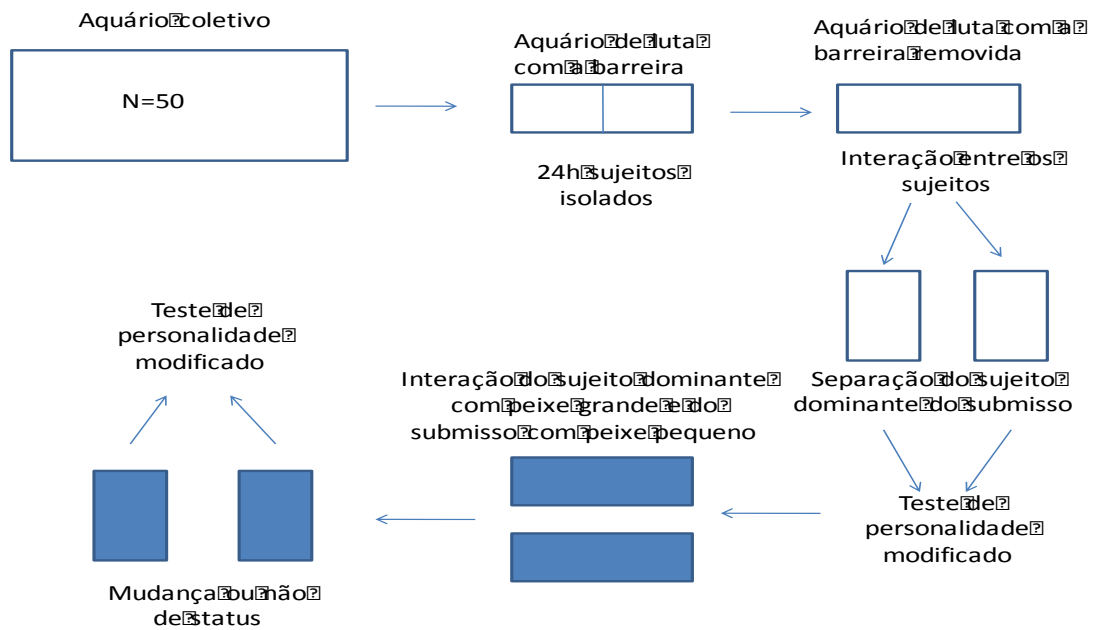 Aquário coletivo
N=50
Aquário de luta
com a barreira
24h sujeitos
isolados
Aquário de luta com a
barreira removida
Interação entre os
sujeitos
Separação do sujeito
dominante do submisso
Teste de
personalidade
modificado
Interação do sujeito dominante
com peixe grande e do
submisso com peixe pequeno
Mudança ou não
de status
Teste de
personalidade
modificado